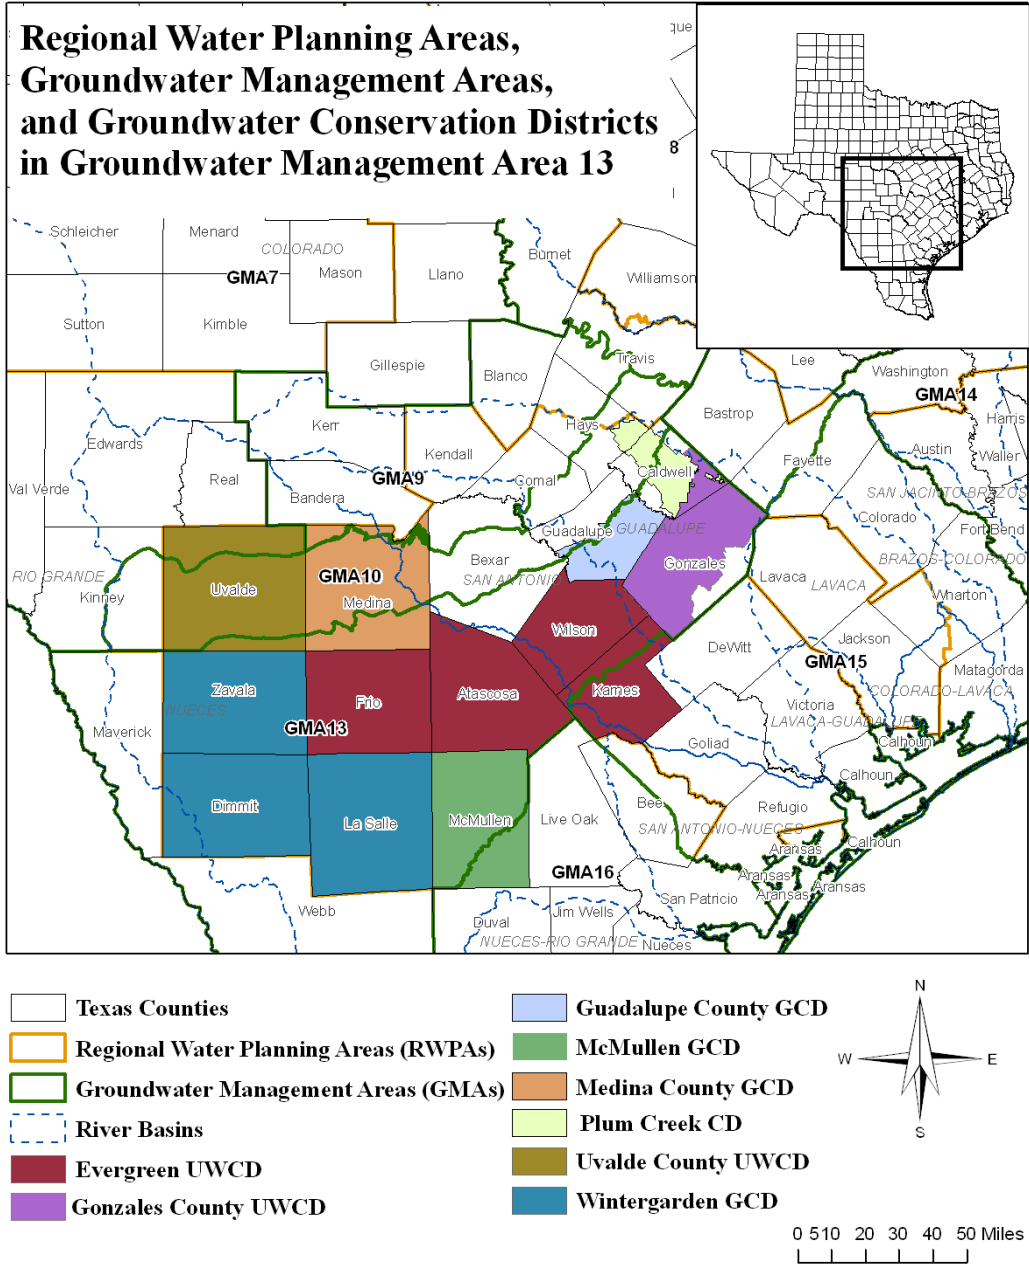 Regional Water Planning Areas,
Groundwater Management Areas,
and Groundwater Conservation Districts
in Groundwater Management Area 13
que
8
Schleicher
Menard
COLORADO
GMA7
Mason
Llano
Burnet
Williamson
Sutton
Kimble
Gillespie
Blanco
Travis
Lee
Washington
GMA14
Harris
Bastrop
Kerr
Hays
Edwards
Kendall
Fayette
Austin
Waller
Real
Bandera
GMA9
Comal
Caldwell
Val Verde
SAN JACINTO-BRAZOS
Colorado
Fort Bend
Guadalupe
GUADALUPE
Bexar
Gonzales
BRAZOS-COLORADO
RIO GRANDE
Kinney
Uvalde
GMA10
Medina
SAN ANTONIO
Lavaca
LAVACA
Wharton
Wilson
DeWitt
Jackson
GMA15
Matagorda
Zavala
NUECES
Frio
Atascosa
Karnes
COLORADO-LAVACA
Victoria
LAVACA-GUADALUPE
Maverick
GMA13
Goliad
Calhoun
Calhoun
Dimmit
La Salle
McMullen
Live Oak
Bee
Refugio
SAN ANTONIO-NUECES
Calhoun
Aransas
GMA16
Aransas
Aransas
Aransas
San Patricio
Webb
Duval
Jim Wells
NUECES-RIO GRANDE
Nueces
Texas Counties
Regional Water Planning Areas (RWPAs)
Groundwater Management Areas (GMAs)
River Basins
Evergreen UWCD
Gonzales County UWCD
Guadalupe County GCD
McMullen GCD
Medina County GCD
Plum Creek CD
Uvalde County UWCD
Wintergarden GCD
N
W
E
S
0 5 10 20 30 40 50 Miles